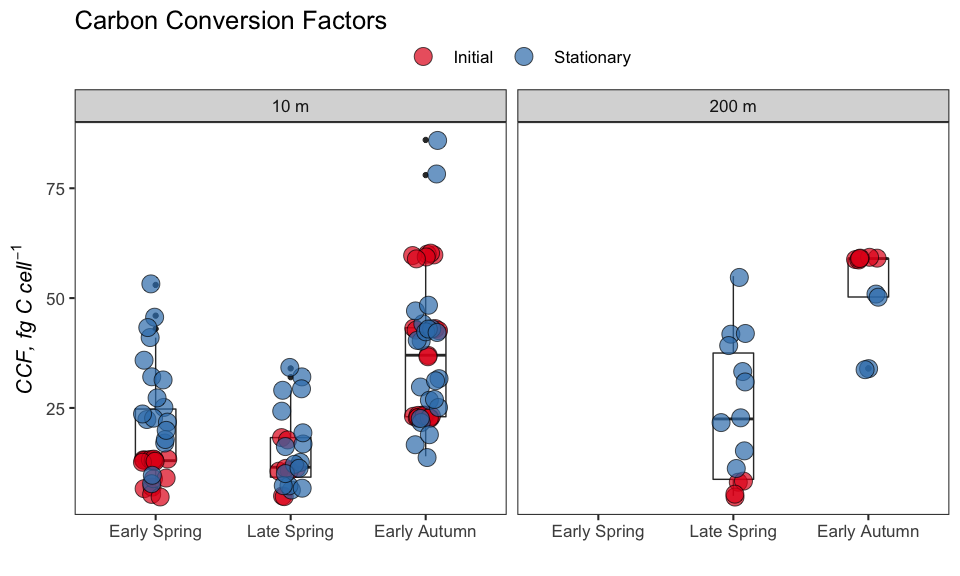 Carbon Conversion Factors
Initial Stationary
10 m 200 m
CCF, fg C cell⁻¹
75
50
25
Early Spring Late Spring Early Autumn Early Spring Late Spring Early Autumn